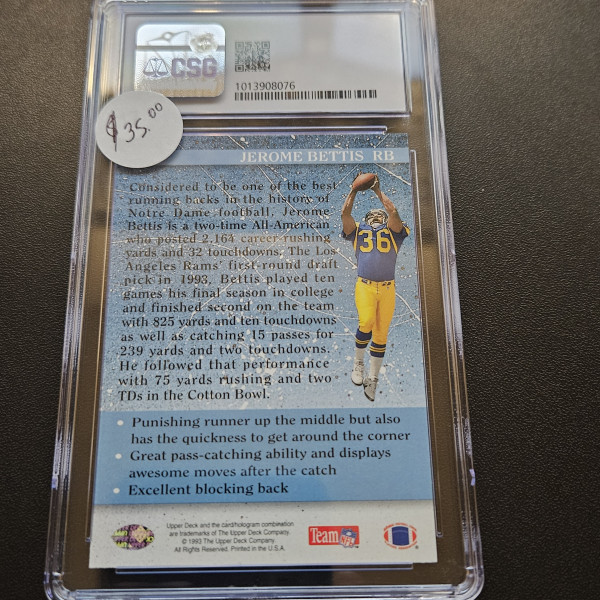 CSG
1013908076
$35.00
JEROME BETTIS RB
Considered to be one of the best
running backs in the history of
Notre Dame football, Jerome
Bettis is a two-time All-American
who posted 2,164 career rushing
yards and 32 touchdowns. The Los
Angeles Rams' first-round draft
pick in 1993, Bettis played ten
games his final season in college
and finished second on the team
with 825 yards and ten touchdowns
as well as catching 15 passes for
239 yards and two touchdowns.
He followed that performance
with 75 yards rushing and two
TDs in the Cotton Bowl.
36
• Punishing runner up the middle but also
has the quickness to get around the corner
• Great pass-catching ability and displays
awesome moves after the catch
• Excellent blocking back
Upper Deck and the card/hologram combination
are trademarks of The Upper Deck Company.
© 1993 The Upper Deck Company.
All Rights Reserved. Printed in the U.S.A.
Team NFL